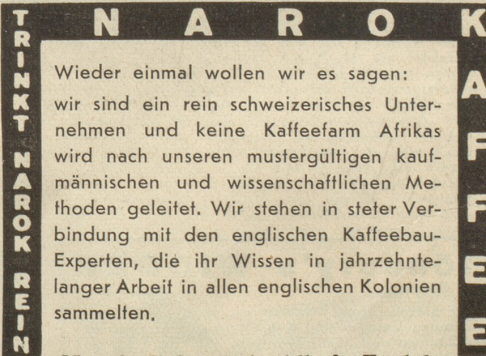 NAROK
KAFFEE
TRINKT NAROK REIN
Wieder einmal wollen wir es sagen:
wir sind ein rein schweizerisches Unter-
nehmen und keine Kaffeefarm Afrikas
wird nach unseren mustergültigen kauf-
männischen und wissenschaftlichen Me-
thoden geleitet. Wir stehen in steter Ver-
bindung mit den englischen Kaffeebau-
Experten, die ihr Wissen in jahrzehnte-
langer Arbeit in allen englischen Kolonien
sammelten.